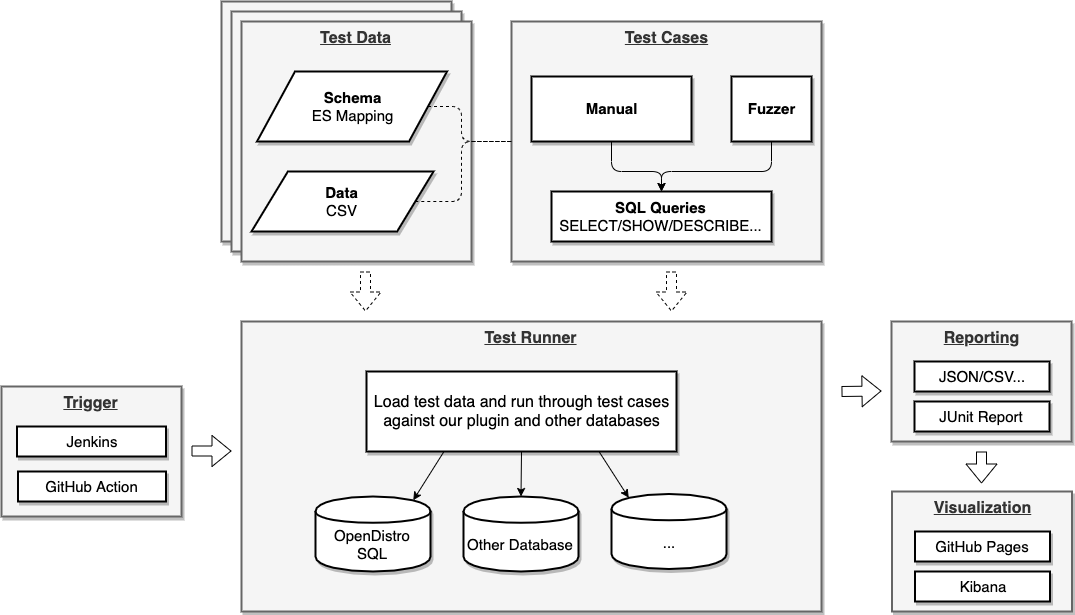 Test Data
Schema
ES Mapping
Data
CSV
Test Cases
Manual
Fuzzer
SQL Queries
SELECT/SHOW/DESCRIBE...
Trigger
Jenkins
GitHub Action
Test Runner
Load test data and run through test cases
against our plugin and other databases
OpenDistro
SQL
Other Database
...
Reporting
JSON/CSV...
JUnit Report
Visualization
GitHub Pages
Kibana